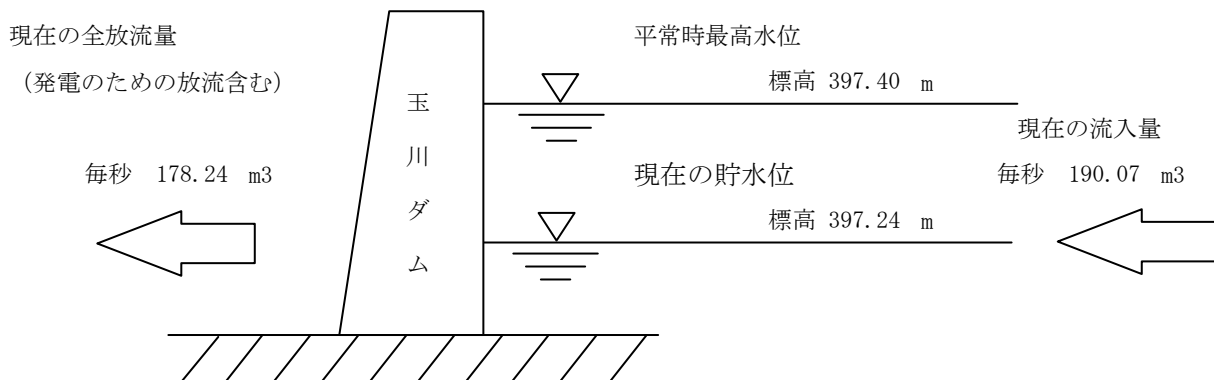 現在の全放流量
（発電のための放流含む）
毎秒 178.24 m3
玉川ダム
平常時最高水位
標高 397.40 m
現在の貯水位
標高 397.24 m
現在の流入量
毎秒 190.07 m3